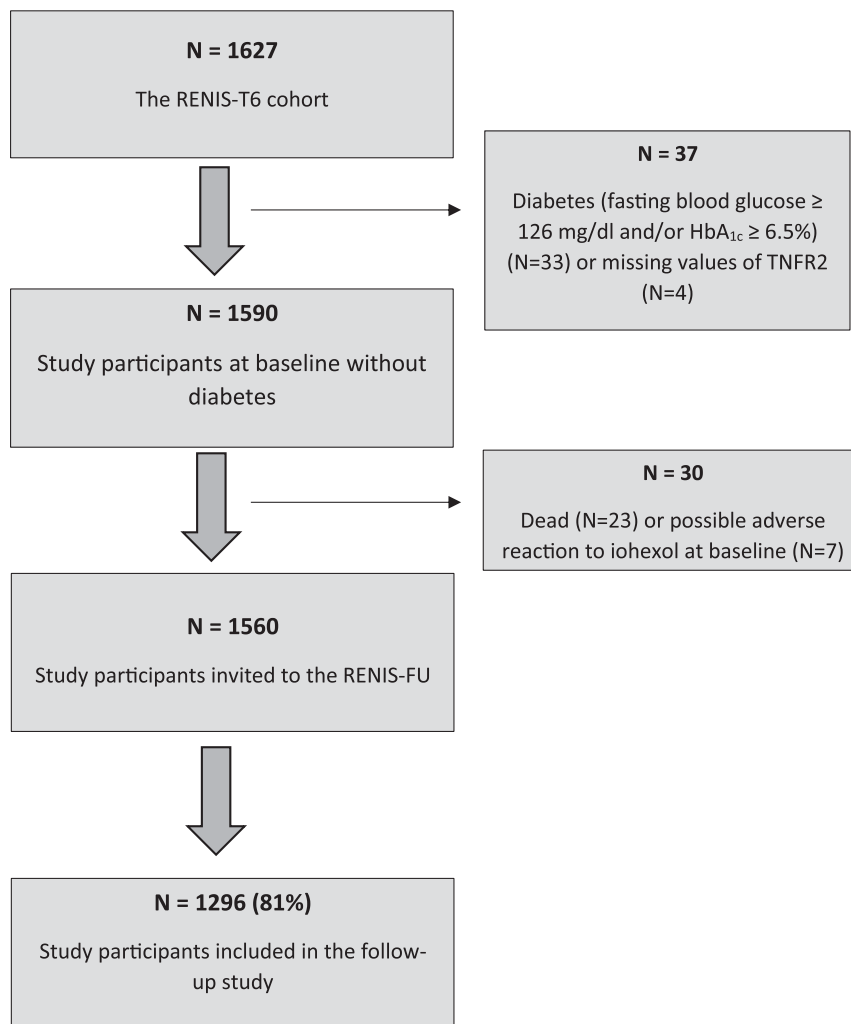 N = 1627
The RENIS-T6 cohort
N = 37
Diabetes (fasting blood glucose ≥
126 mg/dl and/or HbA₁c ≥ 6.5%)
(N=33) or missing values of TNFR2
(N=4)
N = 1590
Study participants at baseline without
diabetes
N = 30
Dead (N=23) or possible adverse
reaction to iohexol at baseline (N=7)
N = 1560
Study participants invited to the RENIS-FU
N = 1296 (81%)
Study participants included in the follow-
up study